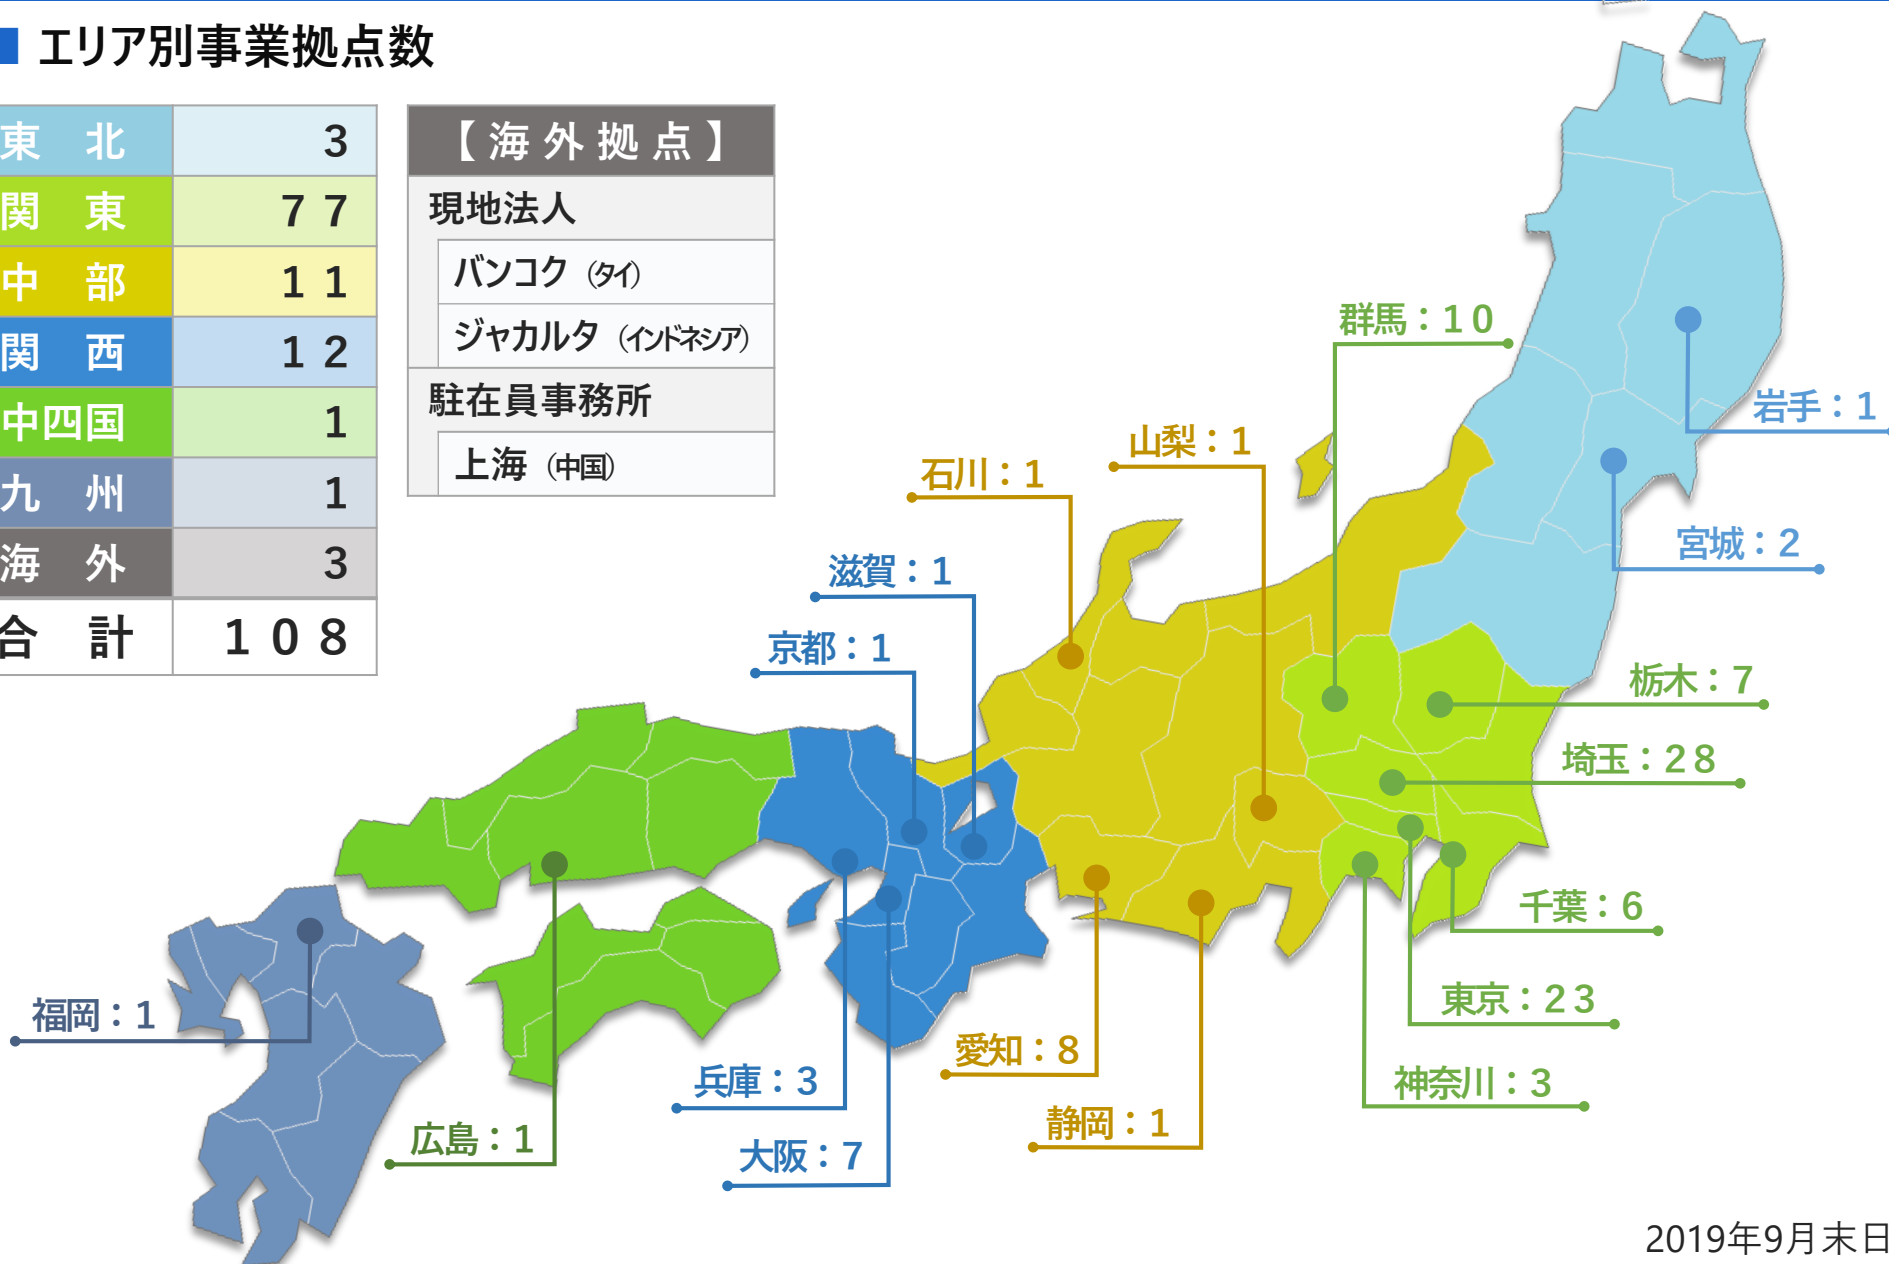 エリア別事業拠点数
東北 3
関東 77
中部 11
関西 12
中四国 1
九州 1
海外 3
合計 108
【海外拠点】
現地法人
バンコク（タイ）
ジャカルタ（インドネシア）
駐在員事務所
上海（中国）
群馬：10
岩手：1
山梨：1
石川：1
宮城：2
滋賀：1
京都：1
栃木：7
埼玉：28
千葉：6
東京：23
福岡：1
愛知：8
兵庫：3
神奈川：3
静岡：1
広島：1
大阪：7
2019年9月末日